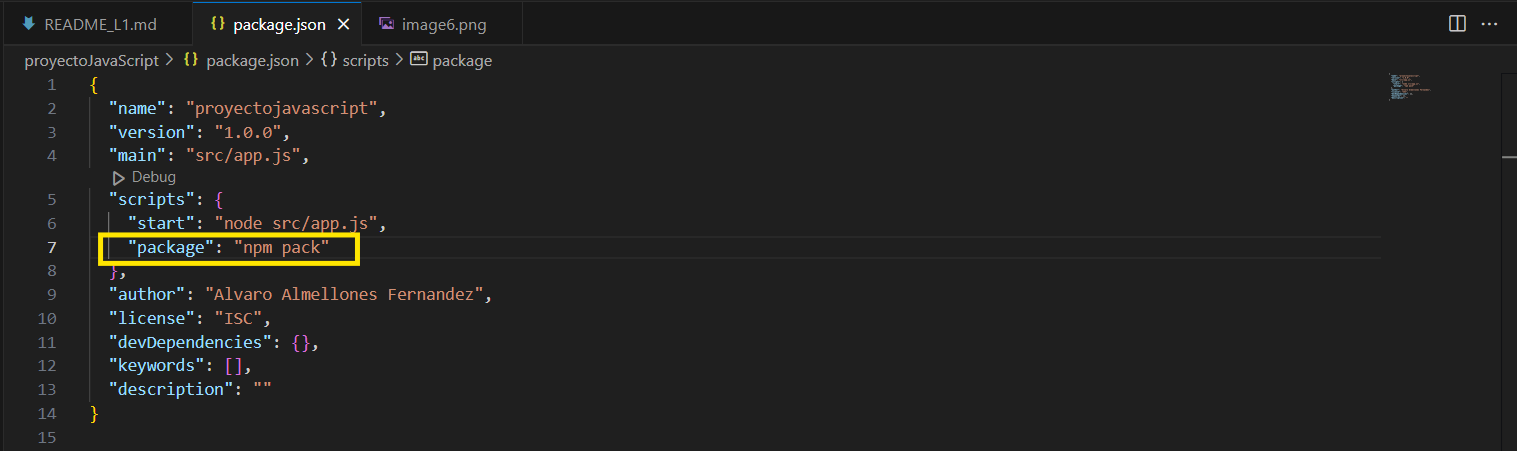 README_L1.md
package.json
image6.png
proyectoJavaScript > package.json > scripts > package
1 {
2 "name": "proyectojavascript",
3 "version": "1.0.0",
4 "main": "src/app.js",
Debug
5 "scripts": {
6 "start": "node src/app.js",
7 "package": "npm pack"
8 },
9 "author": "Alvaro Almellones Fernandez",
10 "license": "ISC",
11 "devDependencies": {},
12 "keywords": [],
13 "description": ""
14 }
15